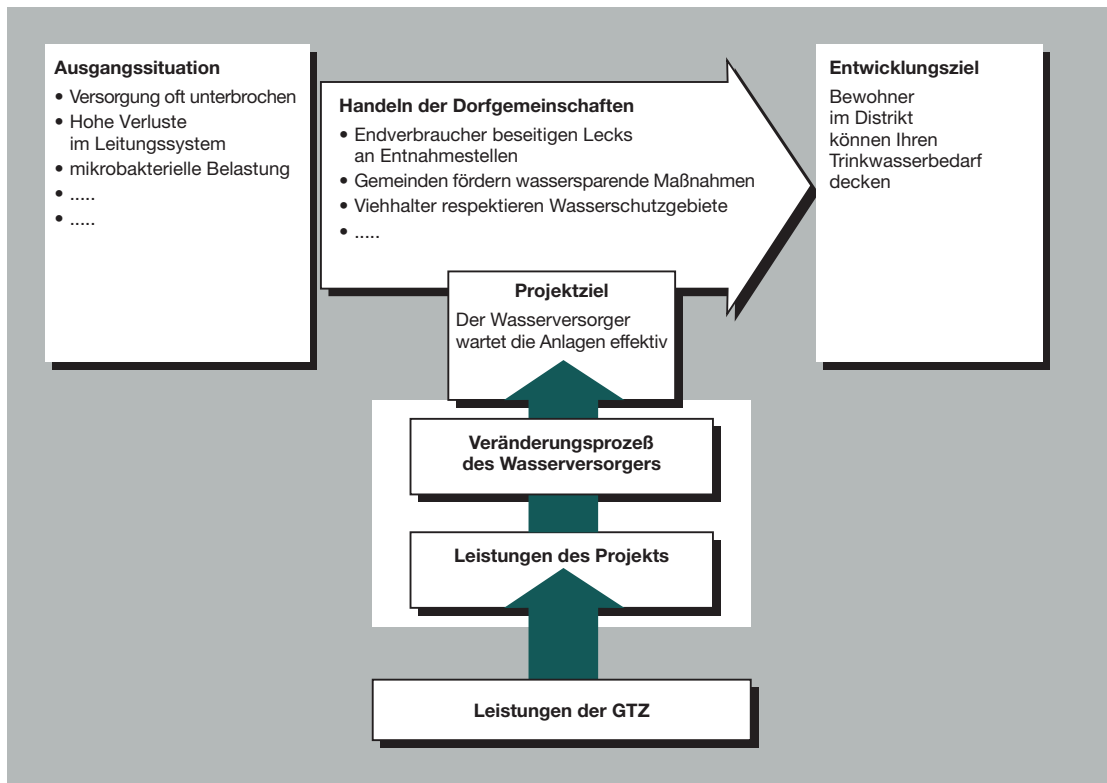 Ausgangssituation
• Versorgung oft unterbrochen
• Hohe Verluste
im Leitungssystem
• mikrobakterielle Belastung
• .....
• .....
Handeln der Dorfgemeinschaften
• Endverbraucher beseitigen Lecks
an Entnahmestellen
• Gemeinden fördern wassersparende Maßnahmen
• Viehhalter respektieren Wasserschutzgebiete
• .....
Entwicklungsziel
Bewohner
im Distrikt
können Ihren
Trinkwasserbedarf
decken
Projektziel
Der Wasserversorger
wartet die Anlagen effektiv
Veränderungsprozeß
des Wasserversorgers
Leistungen des Projekts
Leistungen der GTZ